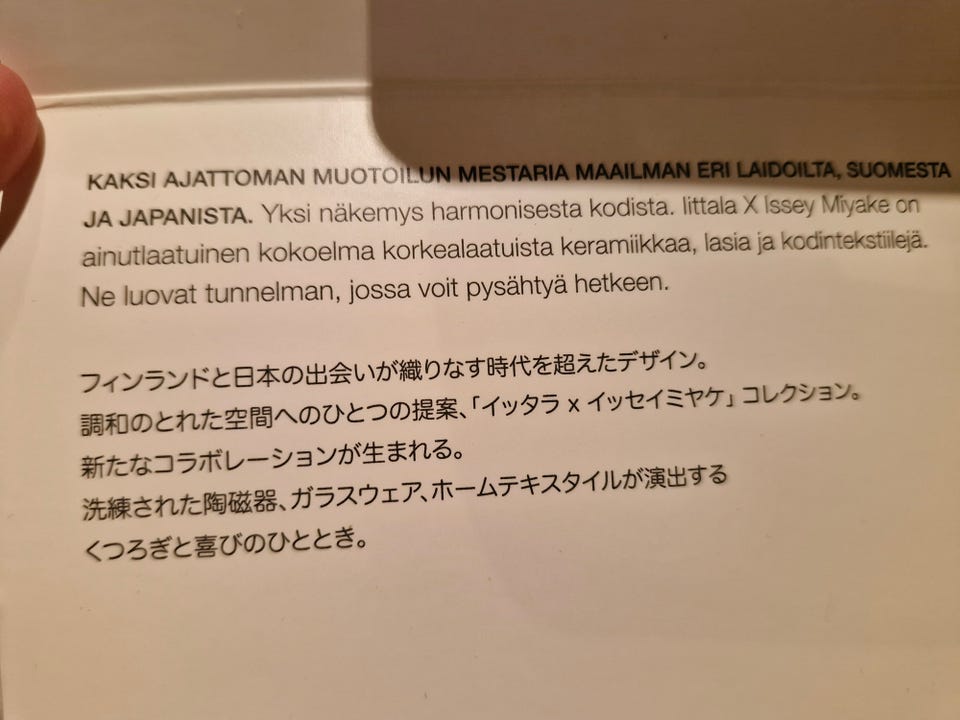 KAKSI AJATTOMAN MUOTOILUN MESTARIA MAAILMAN ERI LAIDOILTA, SUOMESTA
JA JAPANISTA. Yksi näkemys harmonisesta kodista. Iittala X Issey Miyake on
ainutlaatuinen kokoelma korkealaatuista keramiikkaa, lasia ja kodintekstiilejä.
Ne luovat tunnelman, jossa voit pysähtyä hetkeen.
フィンランドと日本の出会いが織りなす時代を超えたデザイン。
調和のとれた空間へのひとつの提案、「イッタラ x イッセイミヤケ」コレクション。
新たなコラボレーションが生まれる。
洗練された陶磁器、ガラスウェア、ホームテキスタイルが演出する
くつろぎと喜びのひととき。